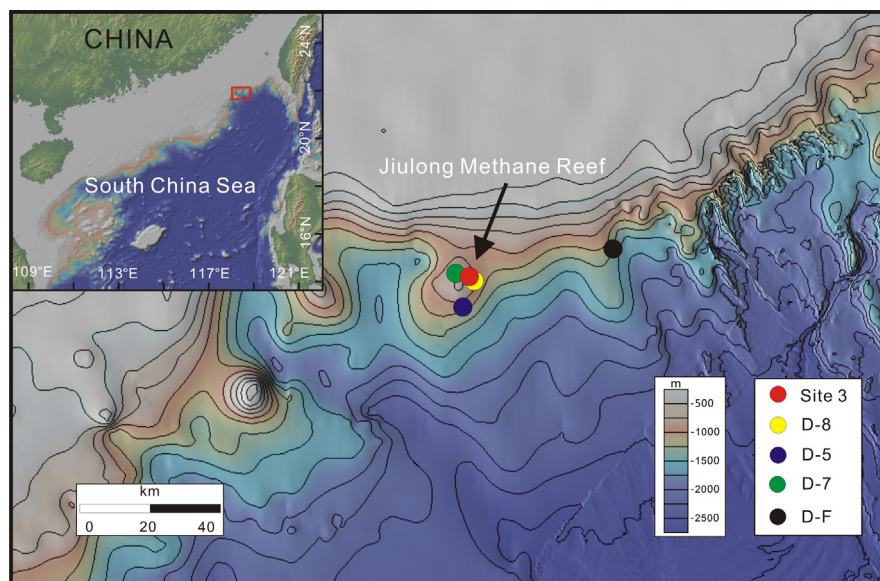 CHINA
24°N
20°N
16°N
South China Sea
109°E 113°E 117°E 121°E
Jiulong Methane Reef
m
-500
-1000
-1500
-2000
-2500
Site 3
D-8
D-5
D-7
D-F
km
0 20 40